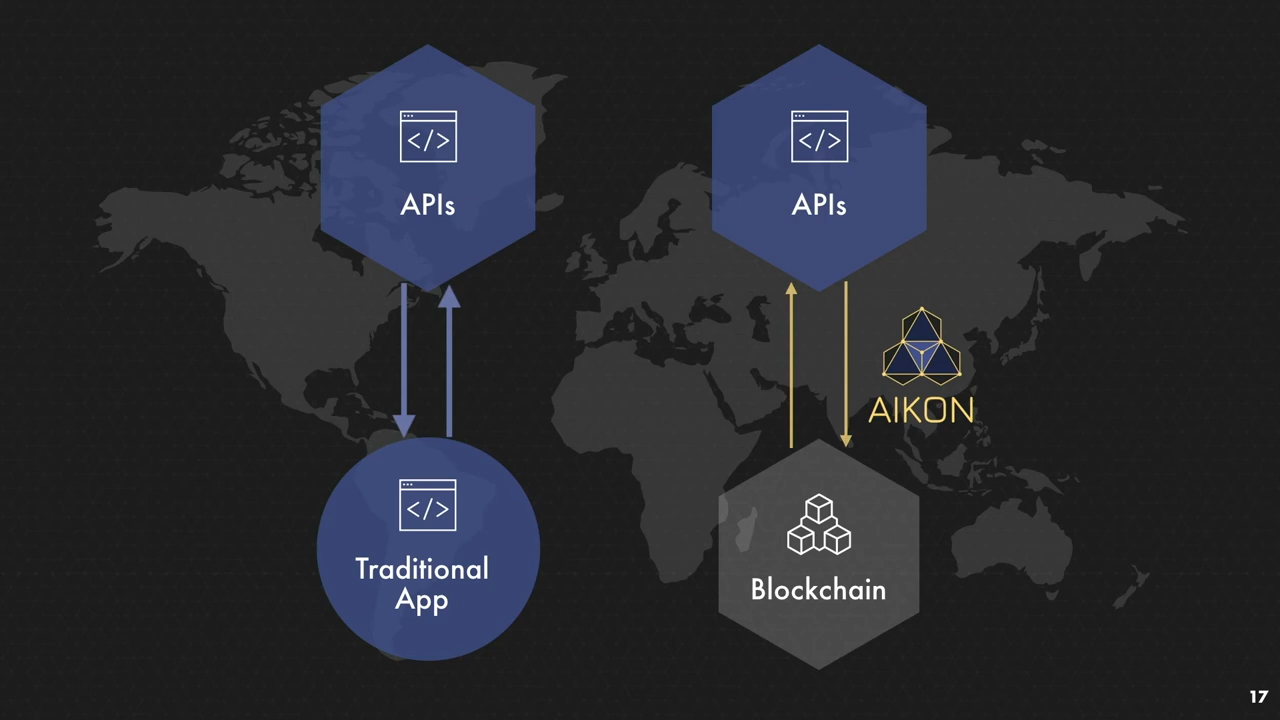 APIs
APIs
AIKON
Traditional
App
Blockchain
17